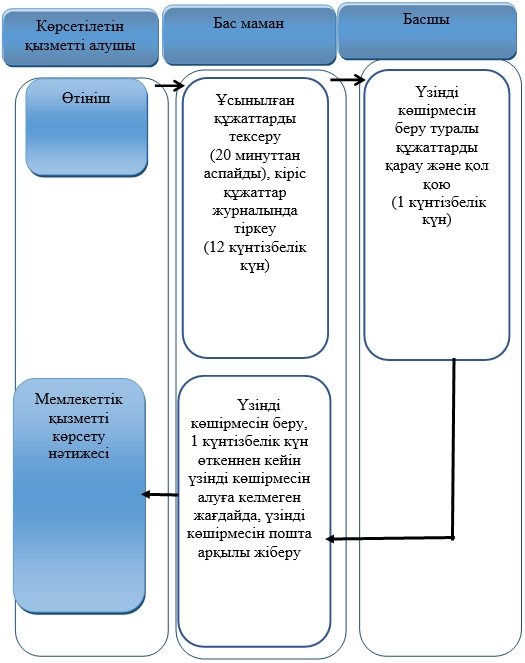 Көрсетілетін
қызметті алушы
Бас маман
Басшы
Өтініш
Ұсынылған
құжаттарды
тексеру
(20 минуттан
аспайды), кіріс
құжаттар
журналында
тіркеу
(12 күнтізбелік
күн)
Үзінді
көшірмесін
беру туралы
құжаттарды
қарау және қол
қою
(1 күнтізбелік
күн)
Мемлекеттік
қызметті
көрсету
нәтижесі
Үзінді
көшірмесін беру,
1 күнтізбелік күн
өткеннен кейін
үзінді көшірмесін
алуға келмеген
жағдайда, үзінді
көшірмесін пошта
арқылы жіберу